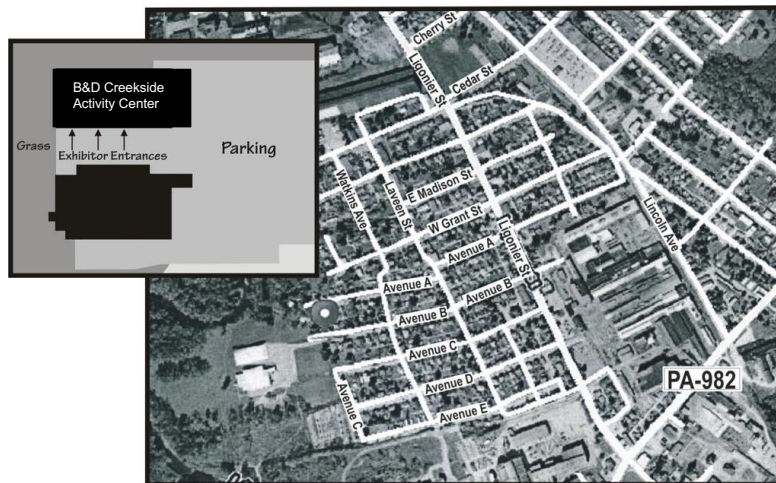 B&D Creekside
Activity Center
Grass
Exhibitor Entrances
Parking
Cherry St
Ligonier St
Cedar St
Watkins Ave
Laveen St
E Madison St
W Grant St
Avenue A
Ligonier St
Lincoln Ave
Avenue A
Avenue B
Avenue B
Avenue C
Avenue D
Avenue C
Avenue E
PA-982